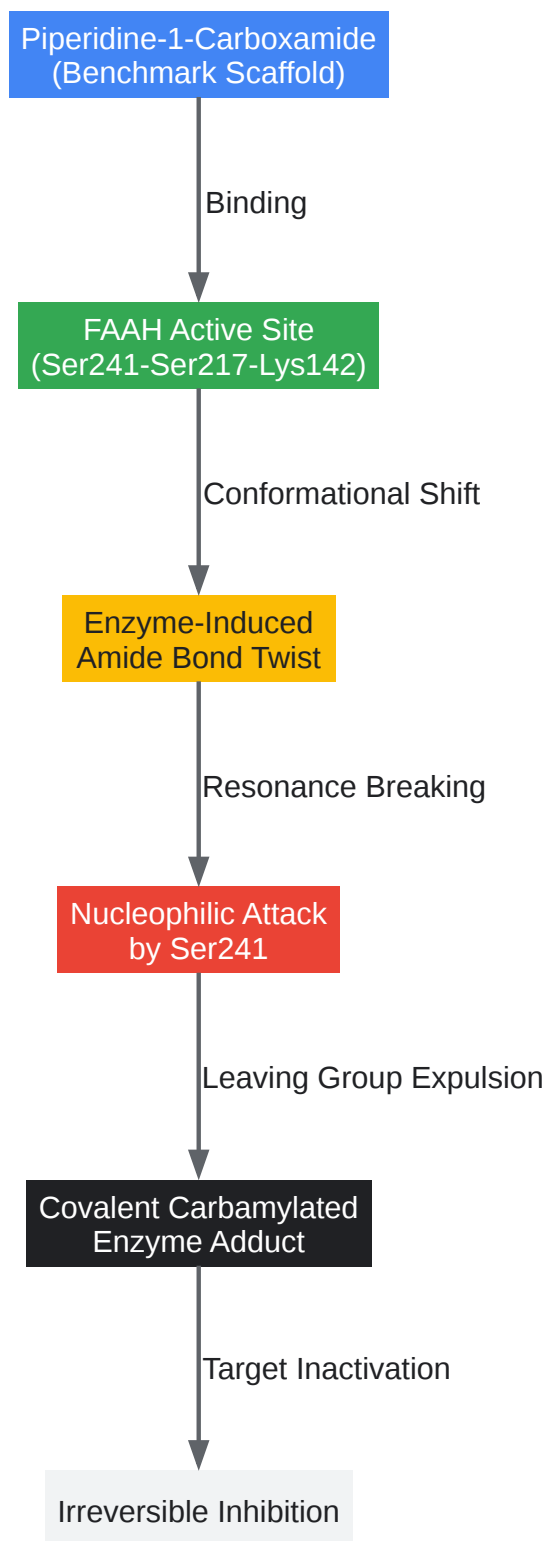 Piperidine-1-Carboxamide
(Benchmark Scaffold)
Binding
FAAH Active Site
(Ser241-Ser217-Lys142)
Conformational Shift
Enzyme-Induced
Amide Bond Twist
Resonance Breaking
Nucleophilic Attack
by Ser241
Leaving Group Expulsion
Covalent Carbamylated
Enzyme Adduct
Target Inactivation
Irreversible Inhibition